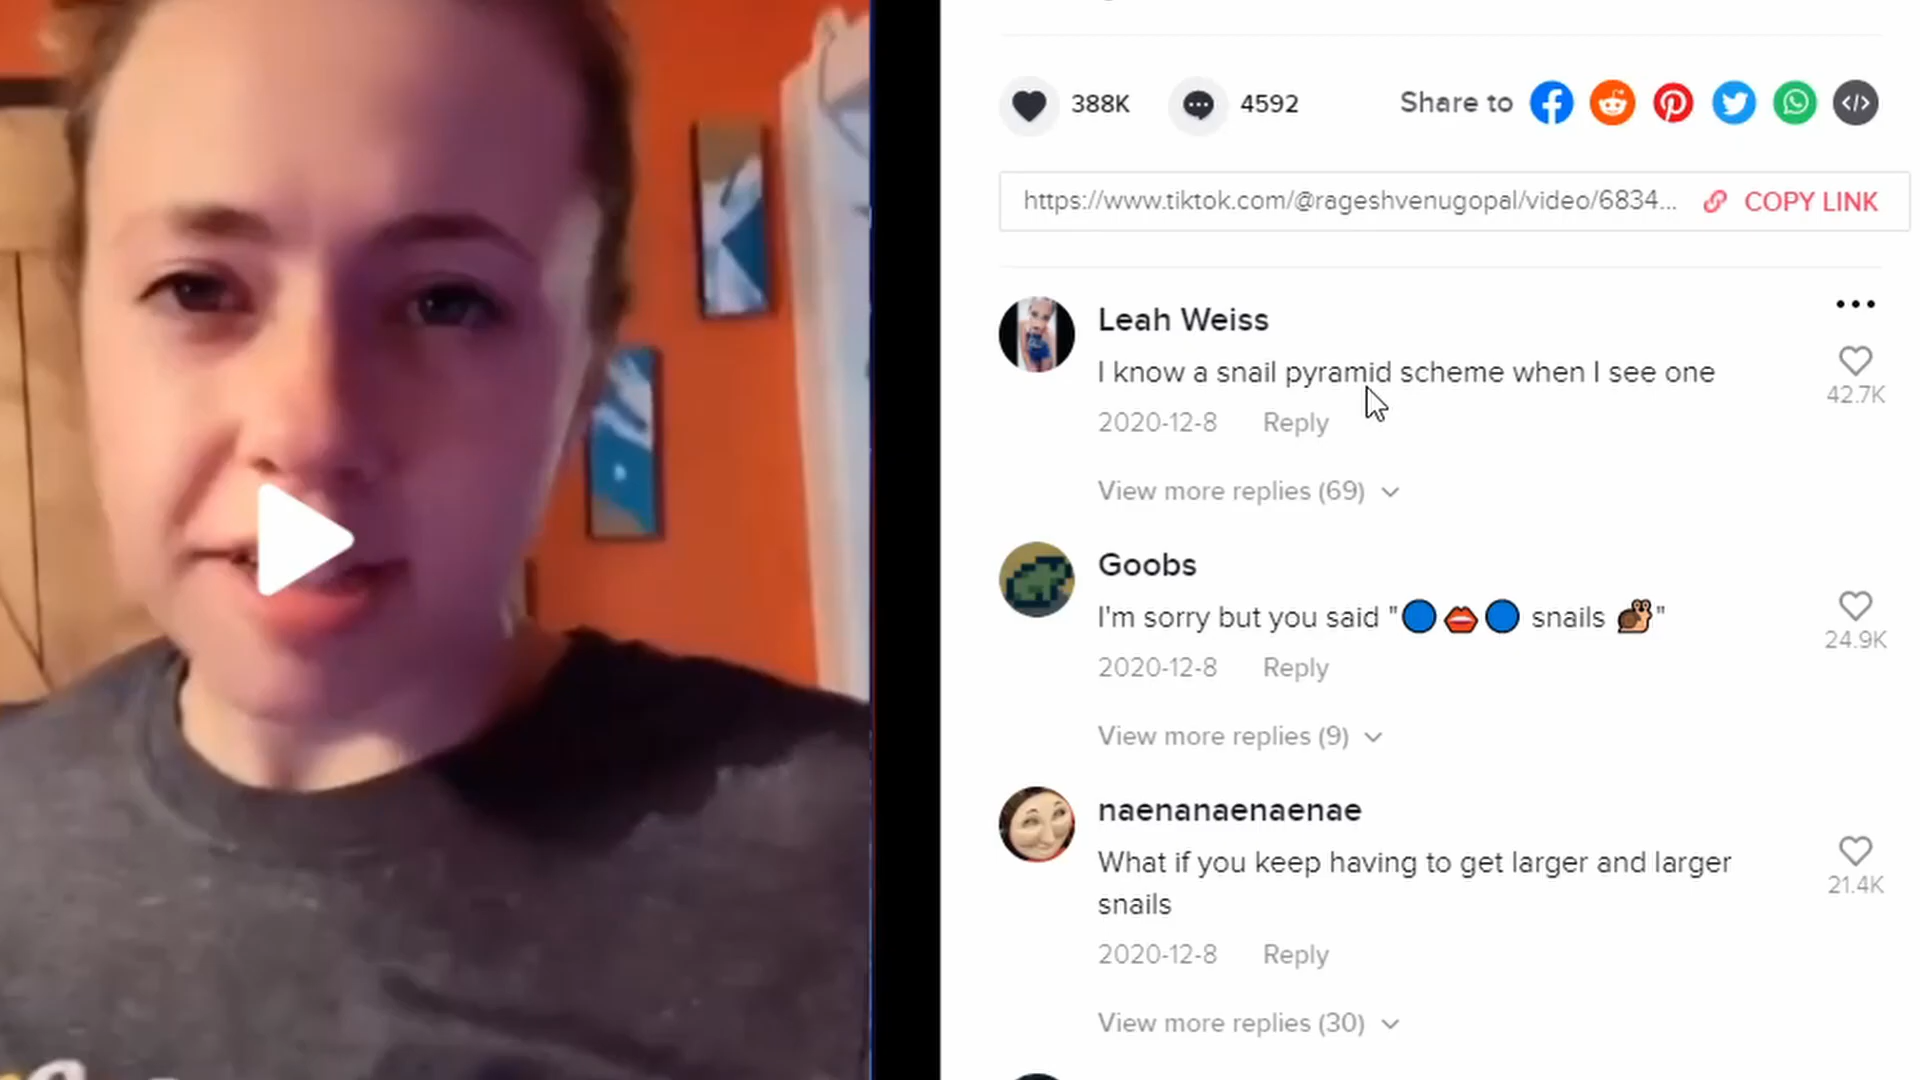 388K 4592 Share to
https://www.tiktok.com/@rageshvenugopal/video/6834... COPY LINK
Leah Weiss
I know a snail pyramid scheme when I see one
42.7K
2020-12-8 Reply
View more replies (69)
Goobs
I'm sorry but you said "🔵👄🔵 snails 🐌"
24.9K
2020-12-8 Reply
View more replies (9)
naenanaenaenae
What if you keep having to get larger and larger
snails
21.4K
2020-12-8 Reply
View more replies (30)